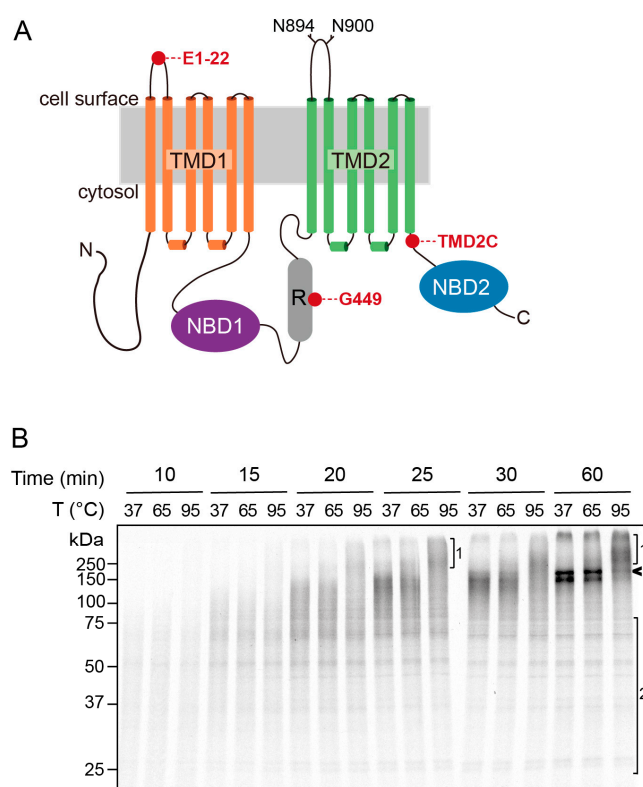 A
N894 N900
E1-22
cell surface
TMD1 TMD2
cytosol
TMD2C
N
R G449
NBD2
NBD1
C
B
Time (min) 10 15 20 25 30 60
T (°C) 37 65 95 37 65 95 37 65 95 37 65 95 37 65 95 37 65 95
kDa
1
250
150
100
75
50
37
2
25